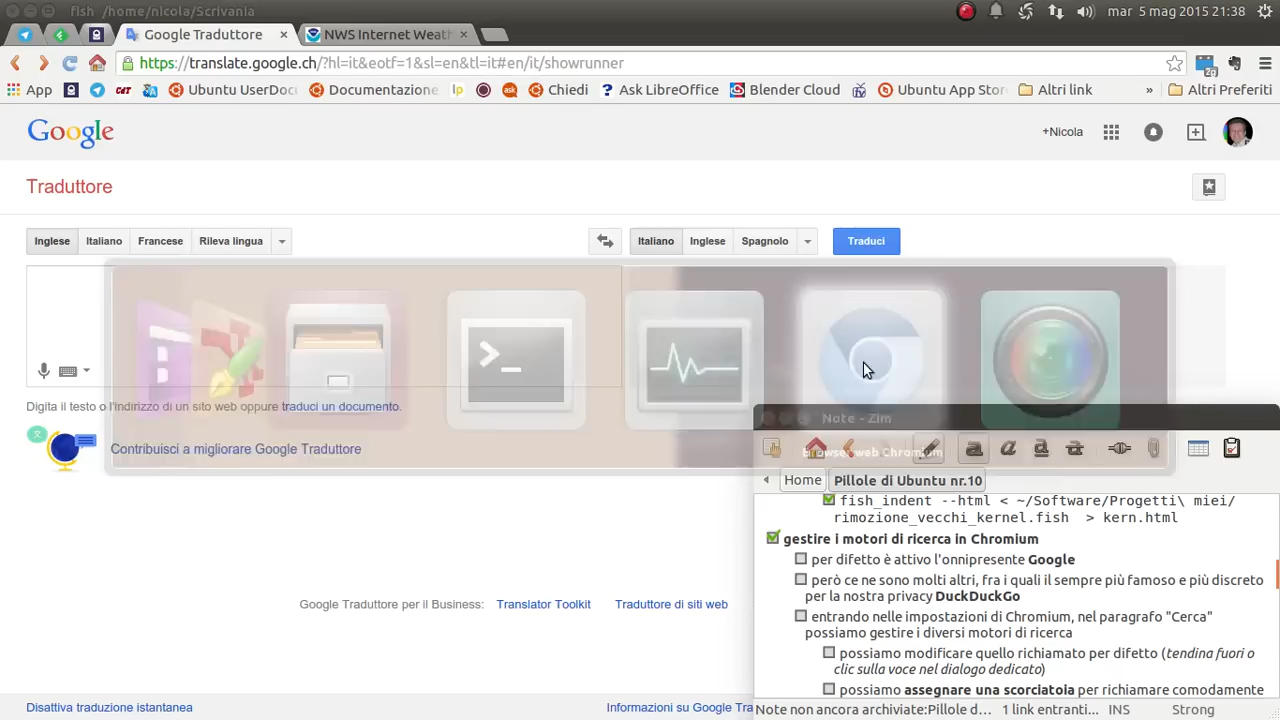 fish /home/nicola/Scrivania
mar 5 mag 2015 21:38
Google Traduttore
NWS Internet Weath
https://translate.google.ch/?hl=it&eotf=1&sl=en&tl=it#en/it/showrunner
App
CdT
Ubuntu UserDocu
Documentazione
lp
ask
Chiedi
? Ask LibreOffice
Blender Cloud
tv
Ubuntu App Stor
Altri link
»
Altri Preferiti
Google
+Nicola
Traduttore
Inglese Italiano Francese Rileva lingua
Italiano Inglese Spagnolo
Traduci
Digita il testo o l'indirizzo di un sito web oppure traduci un documento.
Contribuisci a migliorare Google Traduttore
Browser web Chromium
Google Traduttore per il Business: Translator Toolkit Traduttore di siti web
Disattiva traduzione istantanea
Informazioni su Google Tra
Note - Zim
Home Pillole di Ubuntu nr.10
fish_indent --html < ~/Software/Progetti\ miei/
rimozione_vecchi_kernel.fish > kern.html
gestire i motori di ricerca in Chromium
per difetto è attivo l'onnipresente Google
però ce ne sono molti altri, fra i quali il sempre più famoso e più discreto
per la nostra privacy DuckDuckGo
entrando nelle impostazioni di Chromium, nel paragrafo "Cerca"
possiamo gestire i diversi motori di ricerca
possiamo modificare quello richiamato per difetto (tendina fuori o
clic sulla voce nel dialogo dedicato)
possiamo assegnare una scorciatoia per richiamare comodamente
Note non ancora archiviate:Pillole d... 1 link entranti... INS Strong